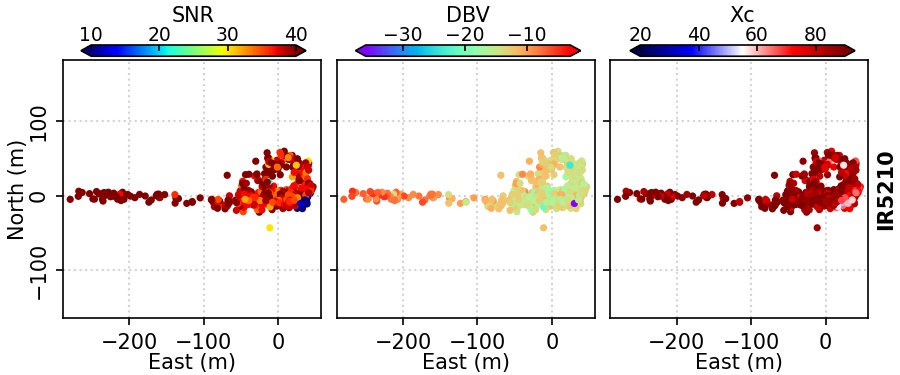 SNR DBV Xc
10 20 30 40 −30 −20 −10 20 40 60 80
North (m)
100
0
−100
IR5210
−200 −100 0 −200 −100 0 −200 −100 0
East (m) East (m) East (m)